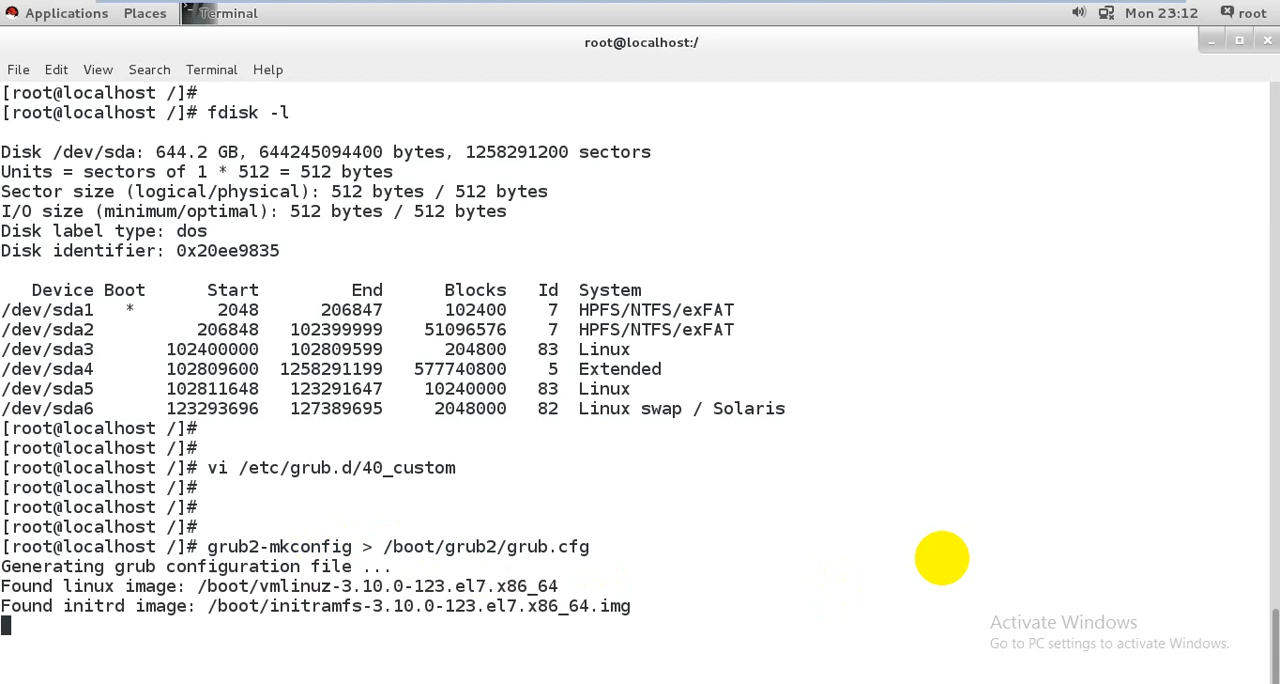 Applications Places Terminal Mon 23:12 root
root@localhost:/
File Edit View Search Terminal Help
[root@localhost /]#
[root@localhost /]# fdisk -l
Disk /dev/sda: 644.2 GB, 644245094400 bytes, 1258291200 sectors
Units = sectors of 1 * 512 = 512 bytes
Sector size (logical/physical): 512 bytes / 512 bytes
I/O size (minimum/optimal): 512 bytes / 512 bytes
Disk label type: dos
Disk identifier: 0x20ee9835
Device Boot Start End Blocks Id System
/dev/sda1 * 2048 206847 102400 7 HPFS/NTFS/exFAT
/dev/sda2 206848 102399999 51096576 7 HPFS/NTFS/exFAT
/dev/sda3 102400000 102809599 204800 83 Linux
/dev/sda4 102809600 1258291199 577740800 5 Extended
/dev/sda5 102811648 123291647 10240000 83 Linux
/dev/sda6 123293696 127389695 2048000 82 Linux swap / Solaris
[root@localhost /]#
[root@localhost /]#
[root@localhost /]# vi /etc/grub.d/40_custom
[root@localhost /]#
[root@localhost /]#
[root@localhost /]#
[root@localhost /]# grub2-mkconfig > /boot/grub2/grub.cfg
Generating grub configuration file ...
Found linux image: /boot/vmlinuz-3.10.0-123.el7.x86_64
Found initrd image: /boot/initramfs-3.10.0-123.el7.x86_64.img
Activate Windows
Go to PC settings to activate Windows.